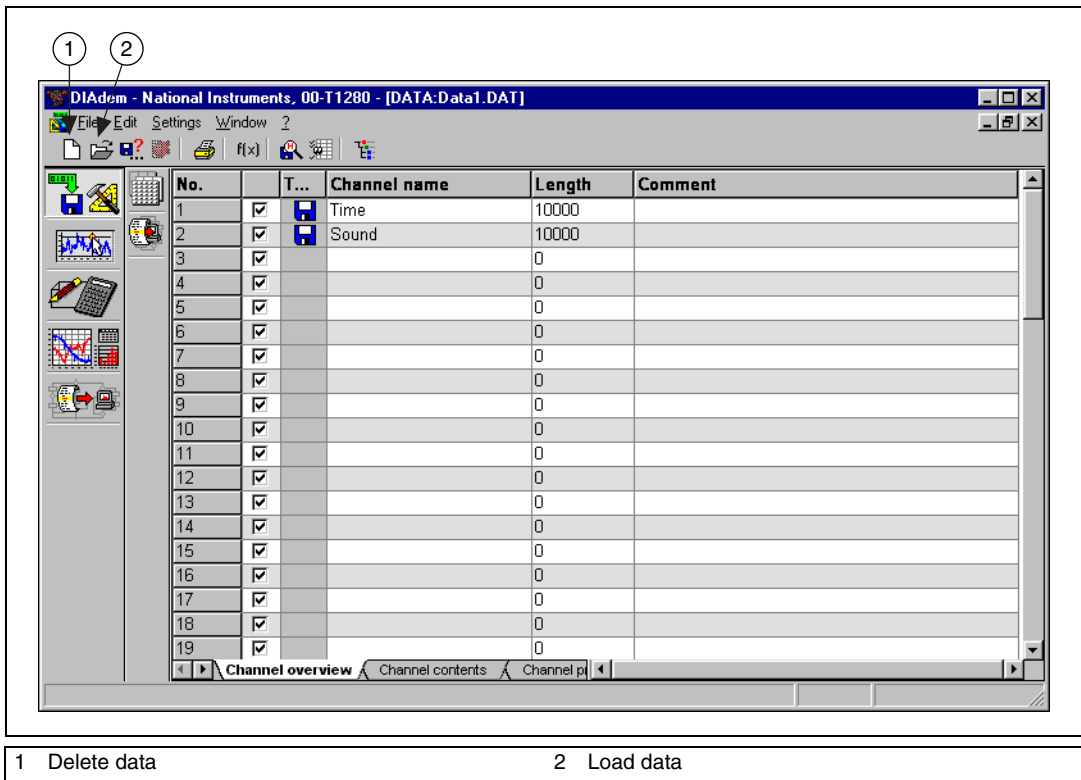 1 2
DIAdem - National Instruments, 00-T1280 - [DATA:Data1.DAT]
File Edit Settings Window ?
f(x)
No. T... Channel name Length Comment
1 Time 10000
2 Sound 10000
3 0
4 0
5 0
6 0
7 0
8 0
9 0
10 0
11 0
12 0
13 0
14 0
15 0
16 0
17 0
18 0
19 0
Channel overview Channel contents Channel p
1 Delete data 2 Load data